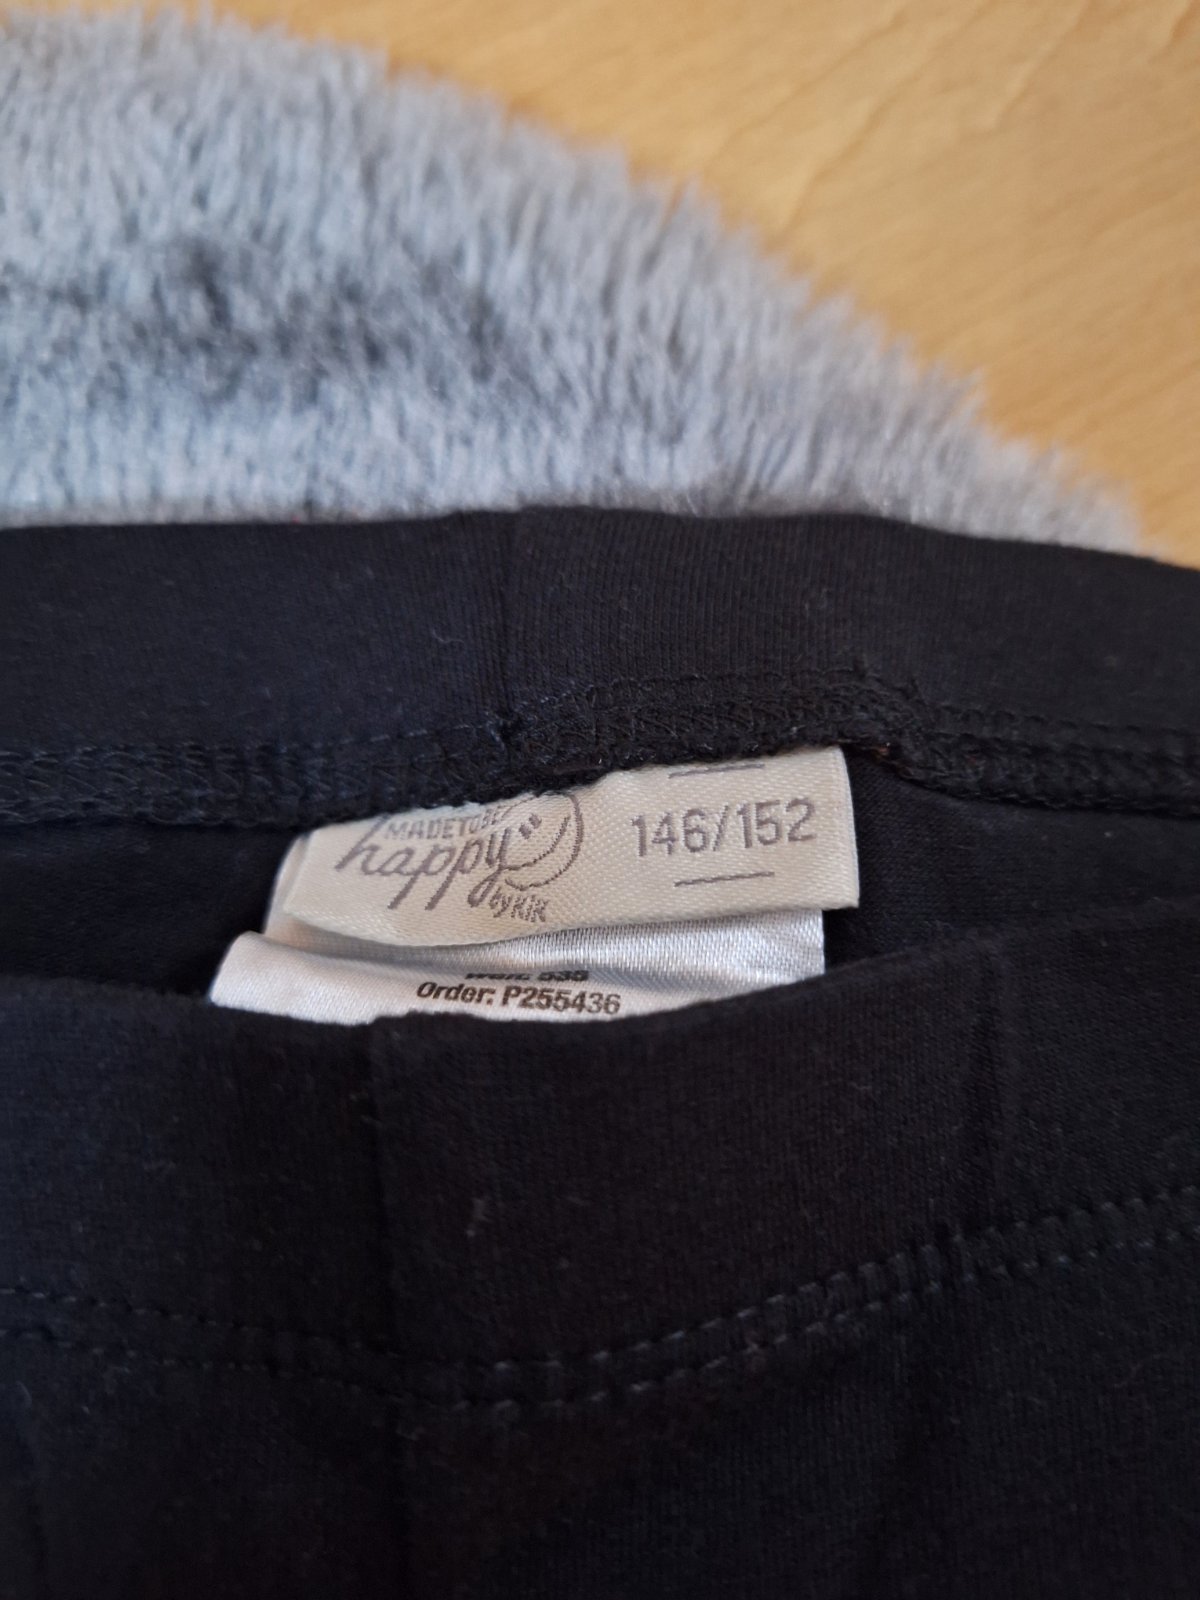 MADE TO BE
happy
by KiK
146/152
Order: P255436